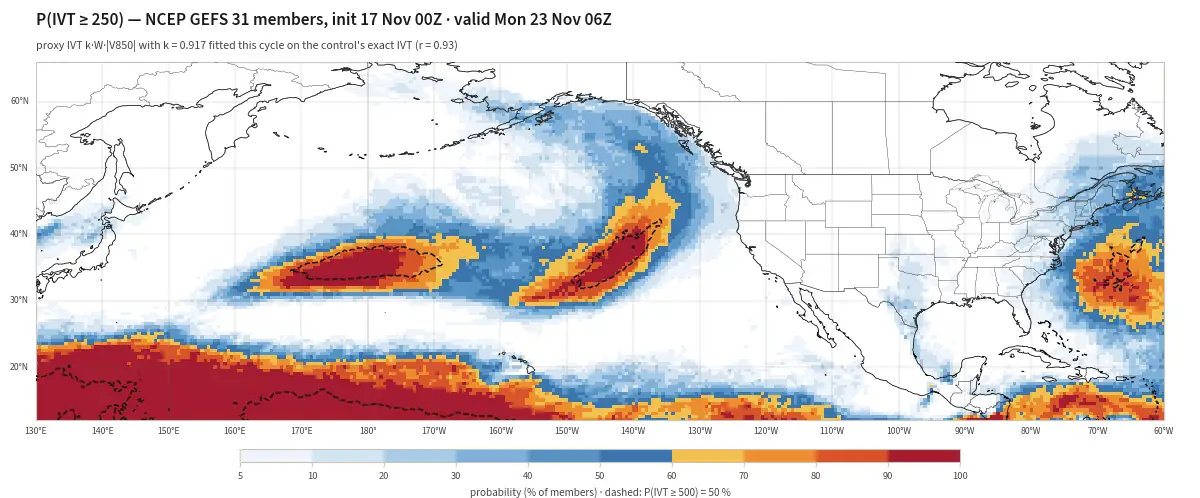 P(IVT ≥ 250) — NCEP GEFS 31 members, init 17 Nov 00Z · valid Mon 23 Nov 06Z
proxy IVT k·W·|V850| with k = 0.917 fitted this cycle on the control's exact IVT (r = 0.93)
60°N
50°N
40°N
30°N
20°N
130°E 140°E 150°E 160°E 170°E 180° 170°W 160°W 150°W 140°W 130°W 120°W 110°W 100°W 90°W 80°W 70°W 60°W
5 10 20 30 40 50 60 70 80 90 100
probability (% of members) · dashed: P(IVT ≥ 500) = 50 %